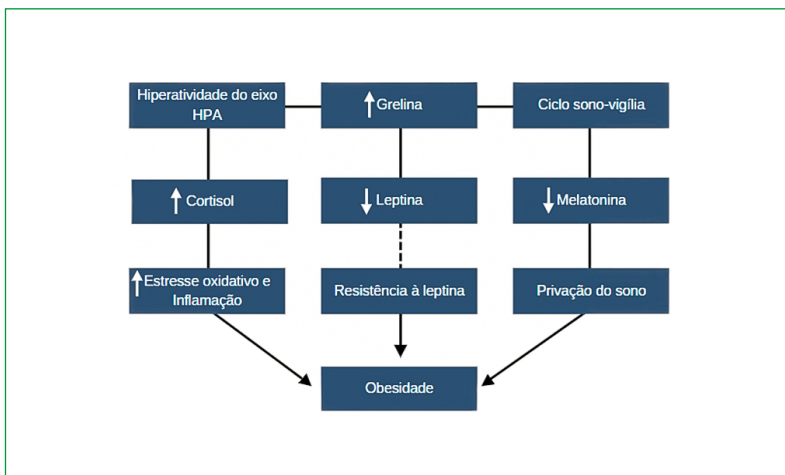 Hiperatividade do eixo
HPA
↑ Grelina
Ciclo sono-vigília
↑ Cortisol
↓ Leptina
↓ Melatonina
↑ Estresse oxidativo e
Inflamação
Resistência à leptina
Privação do sono
Obesidade